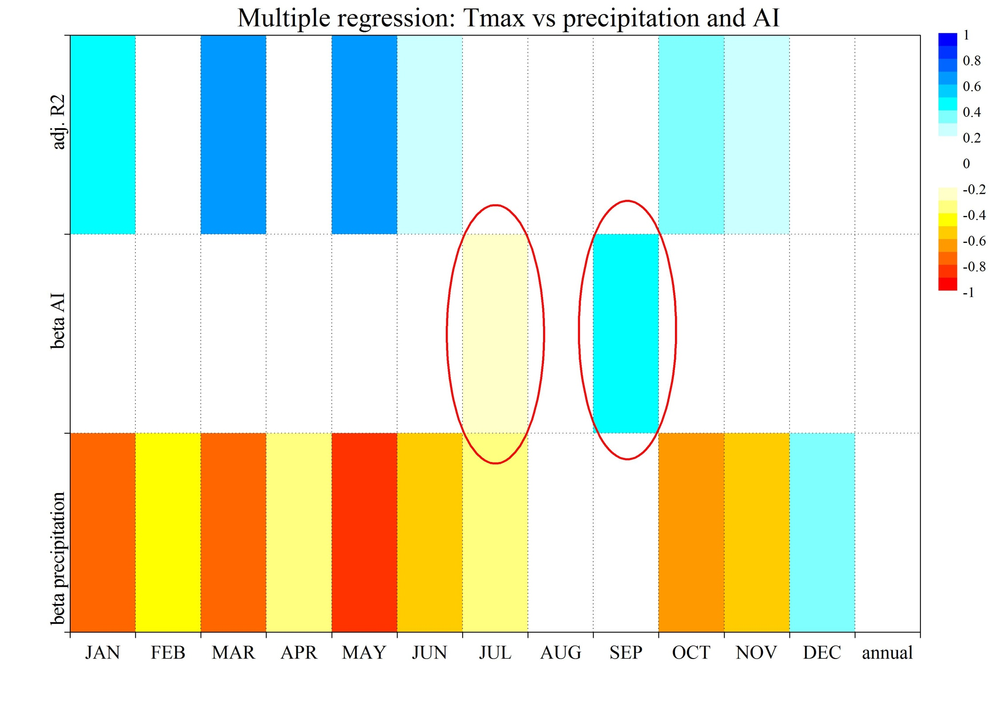 Multiple regression: Tmax vs precipitation and AI
adj. R2
beta AI
beta precipitation
JAN FEB MAR APR MAY JUN JUL AUG SEP OCT NOV DEC annual
1
0.8
0.6
0.4
0.2
0
-0.2
-0.4
-0.6
-0.8
-1